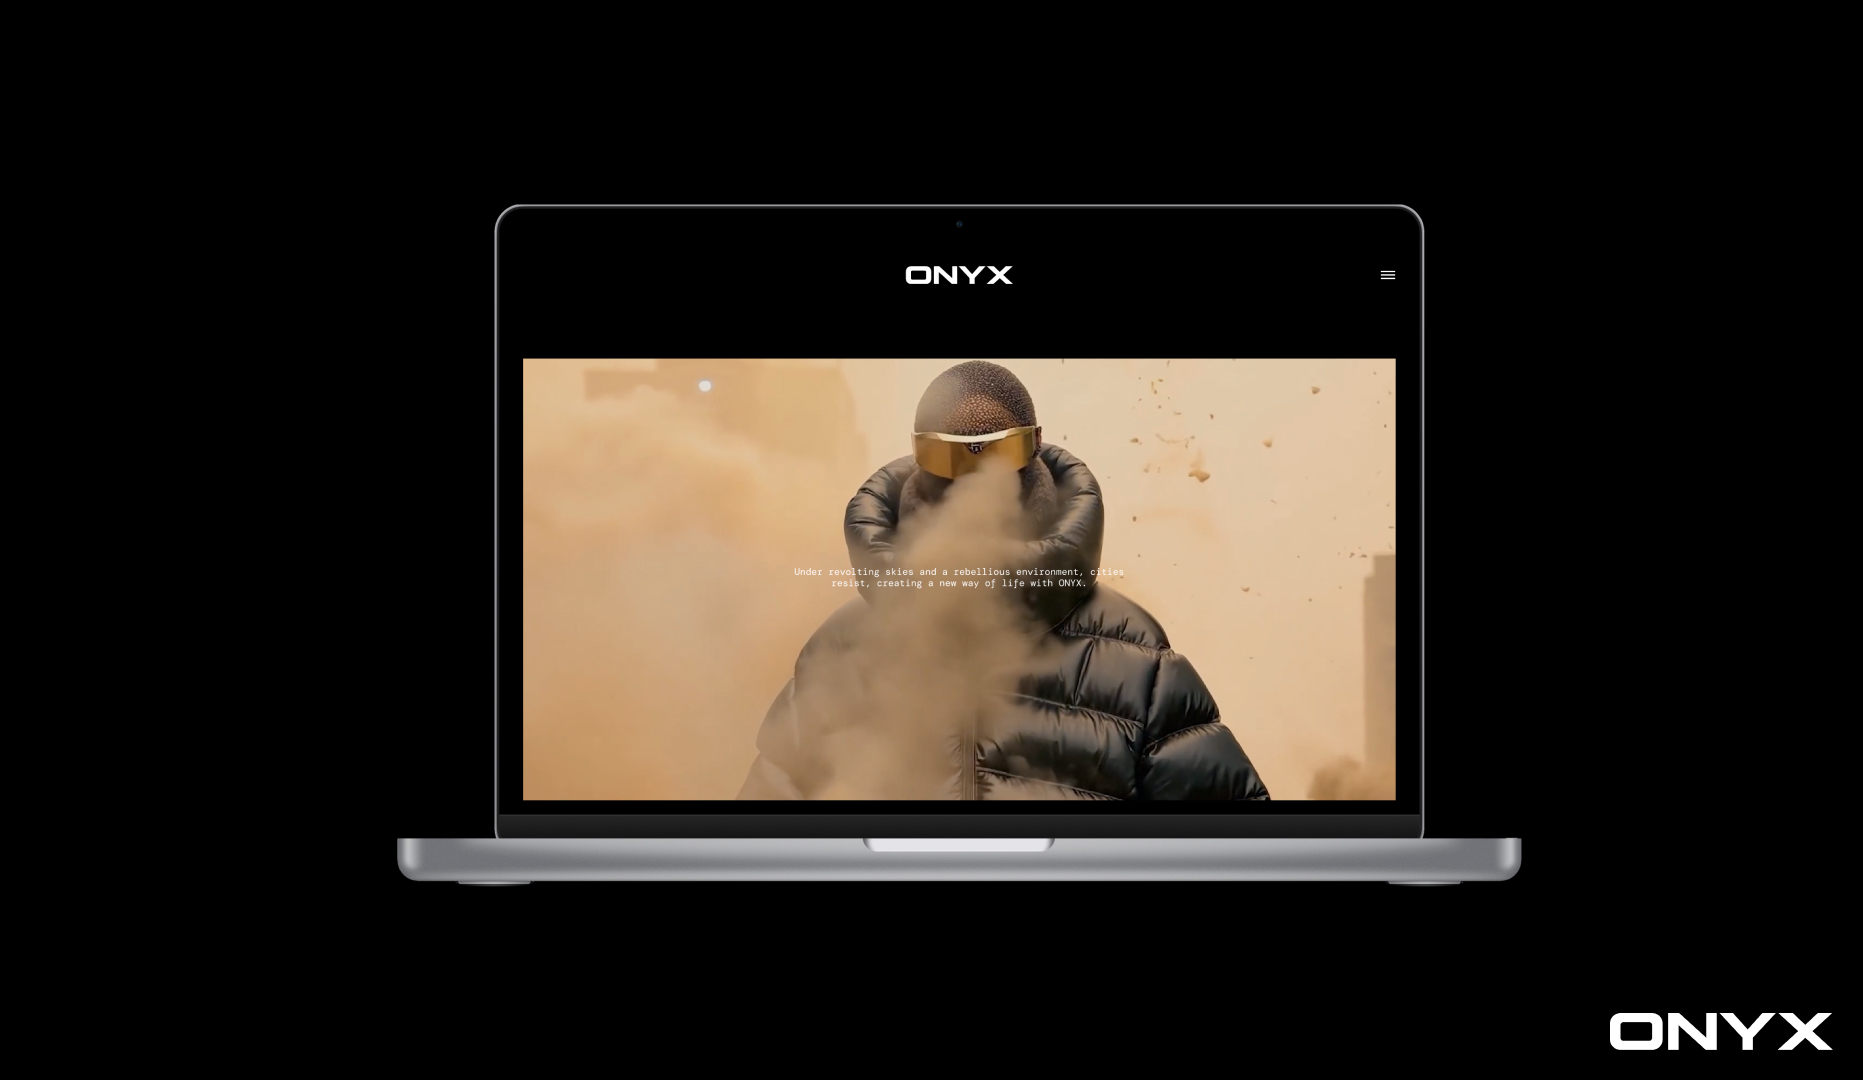 ONYX
Under revolting skies and a rebellious environment, cities
resist, creating a new way of life with ONYX.
ONYX